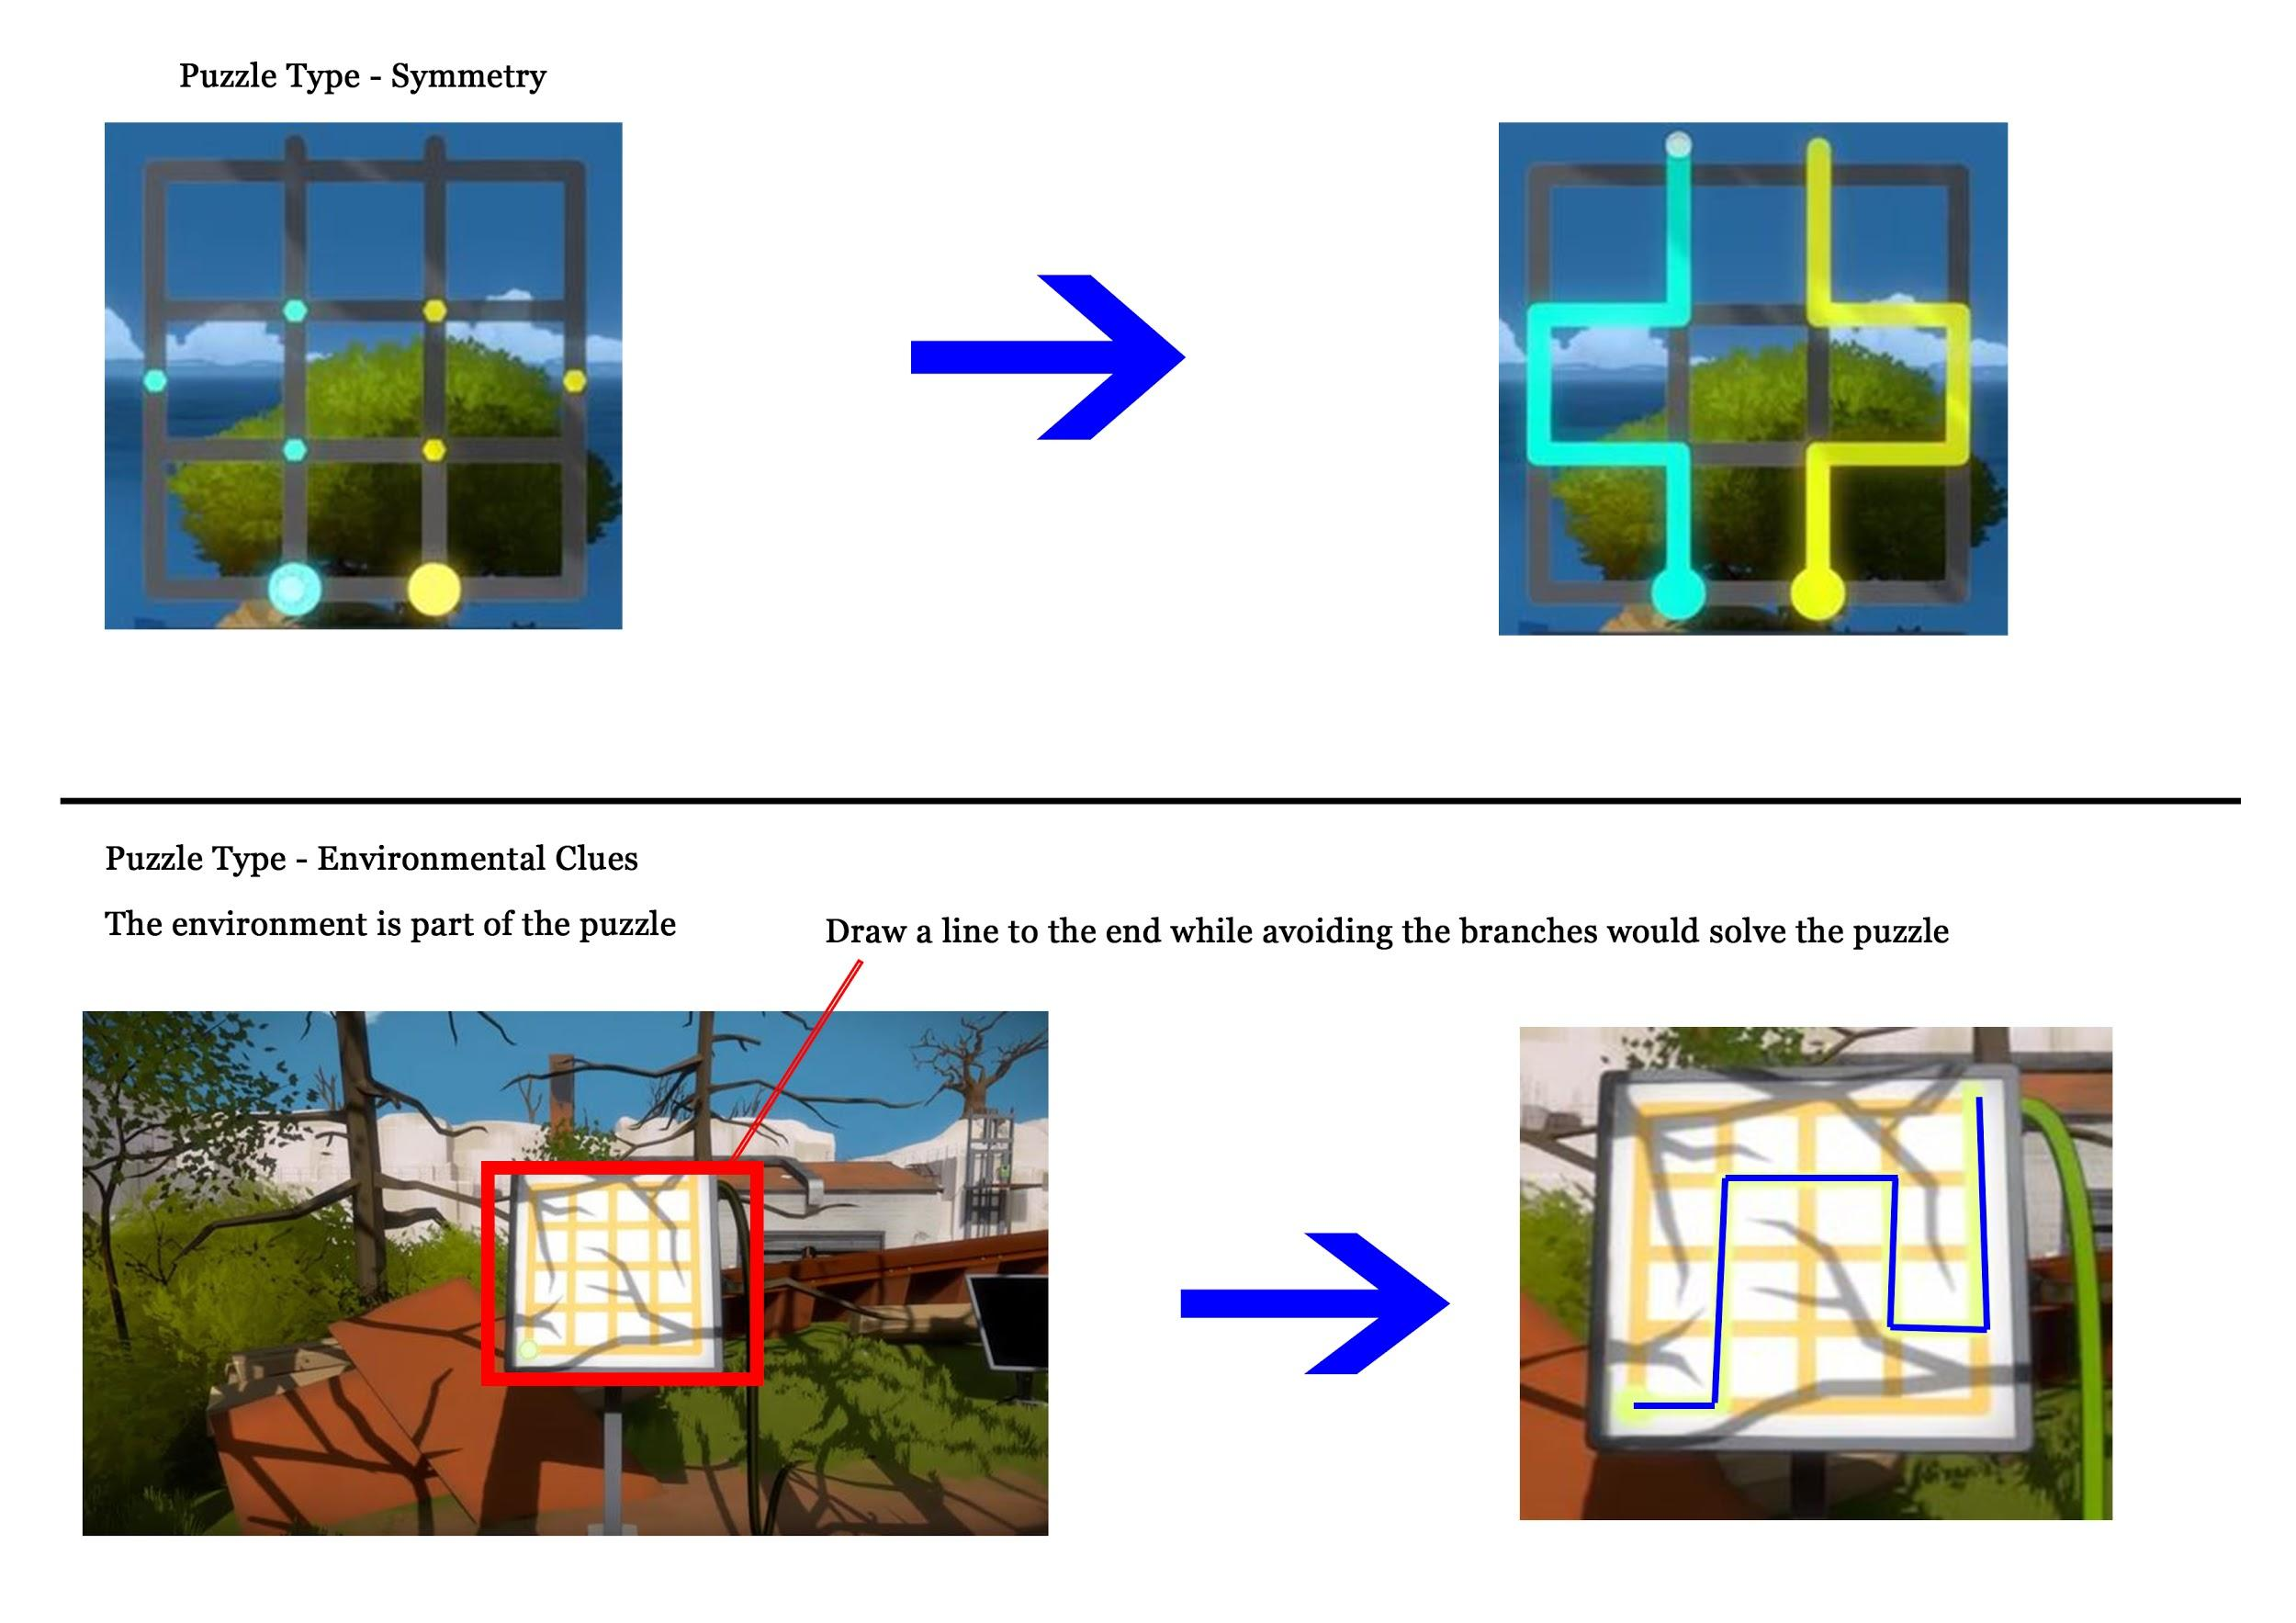 Puzzle Type - Symmetry
Puzzle Type - Environmental Clues
The environment is part of the puzzle
Draw a line to the end while avoiding the branches would solve the puzzle